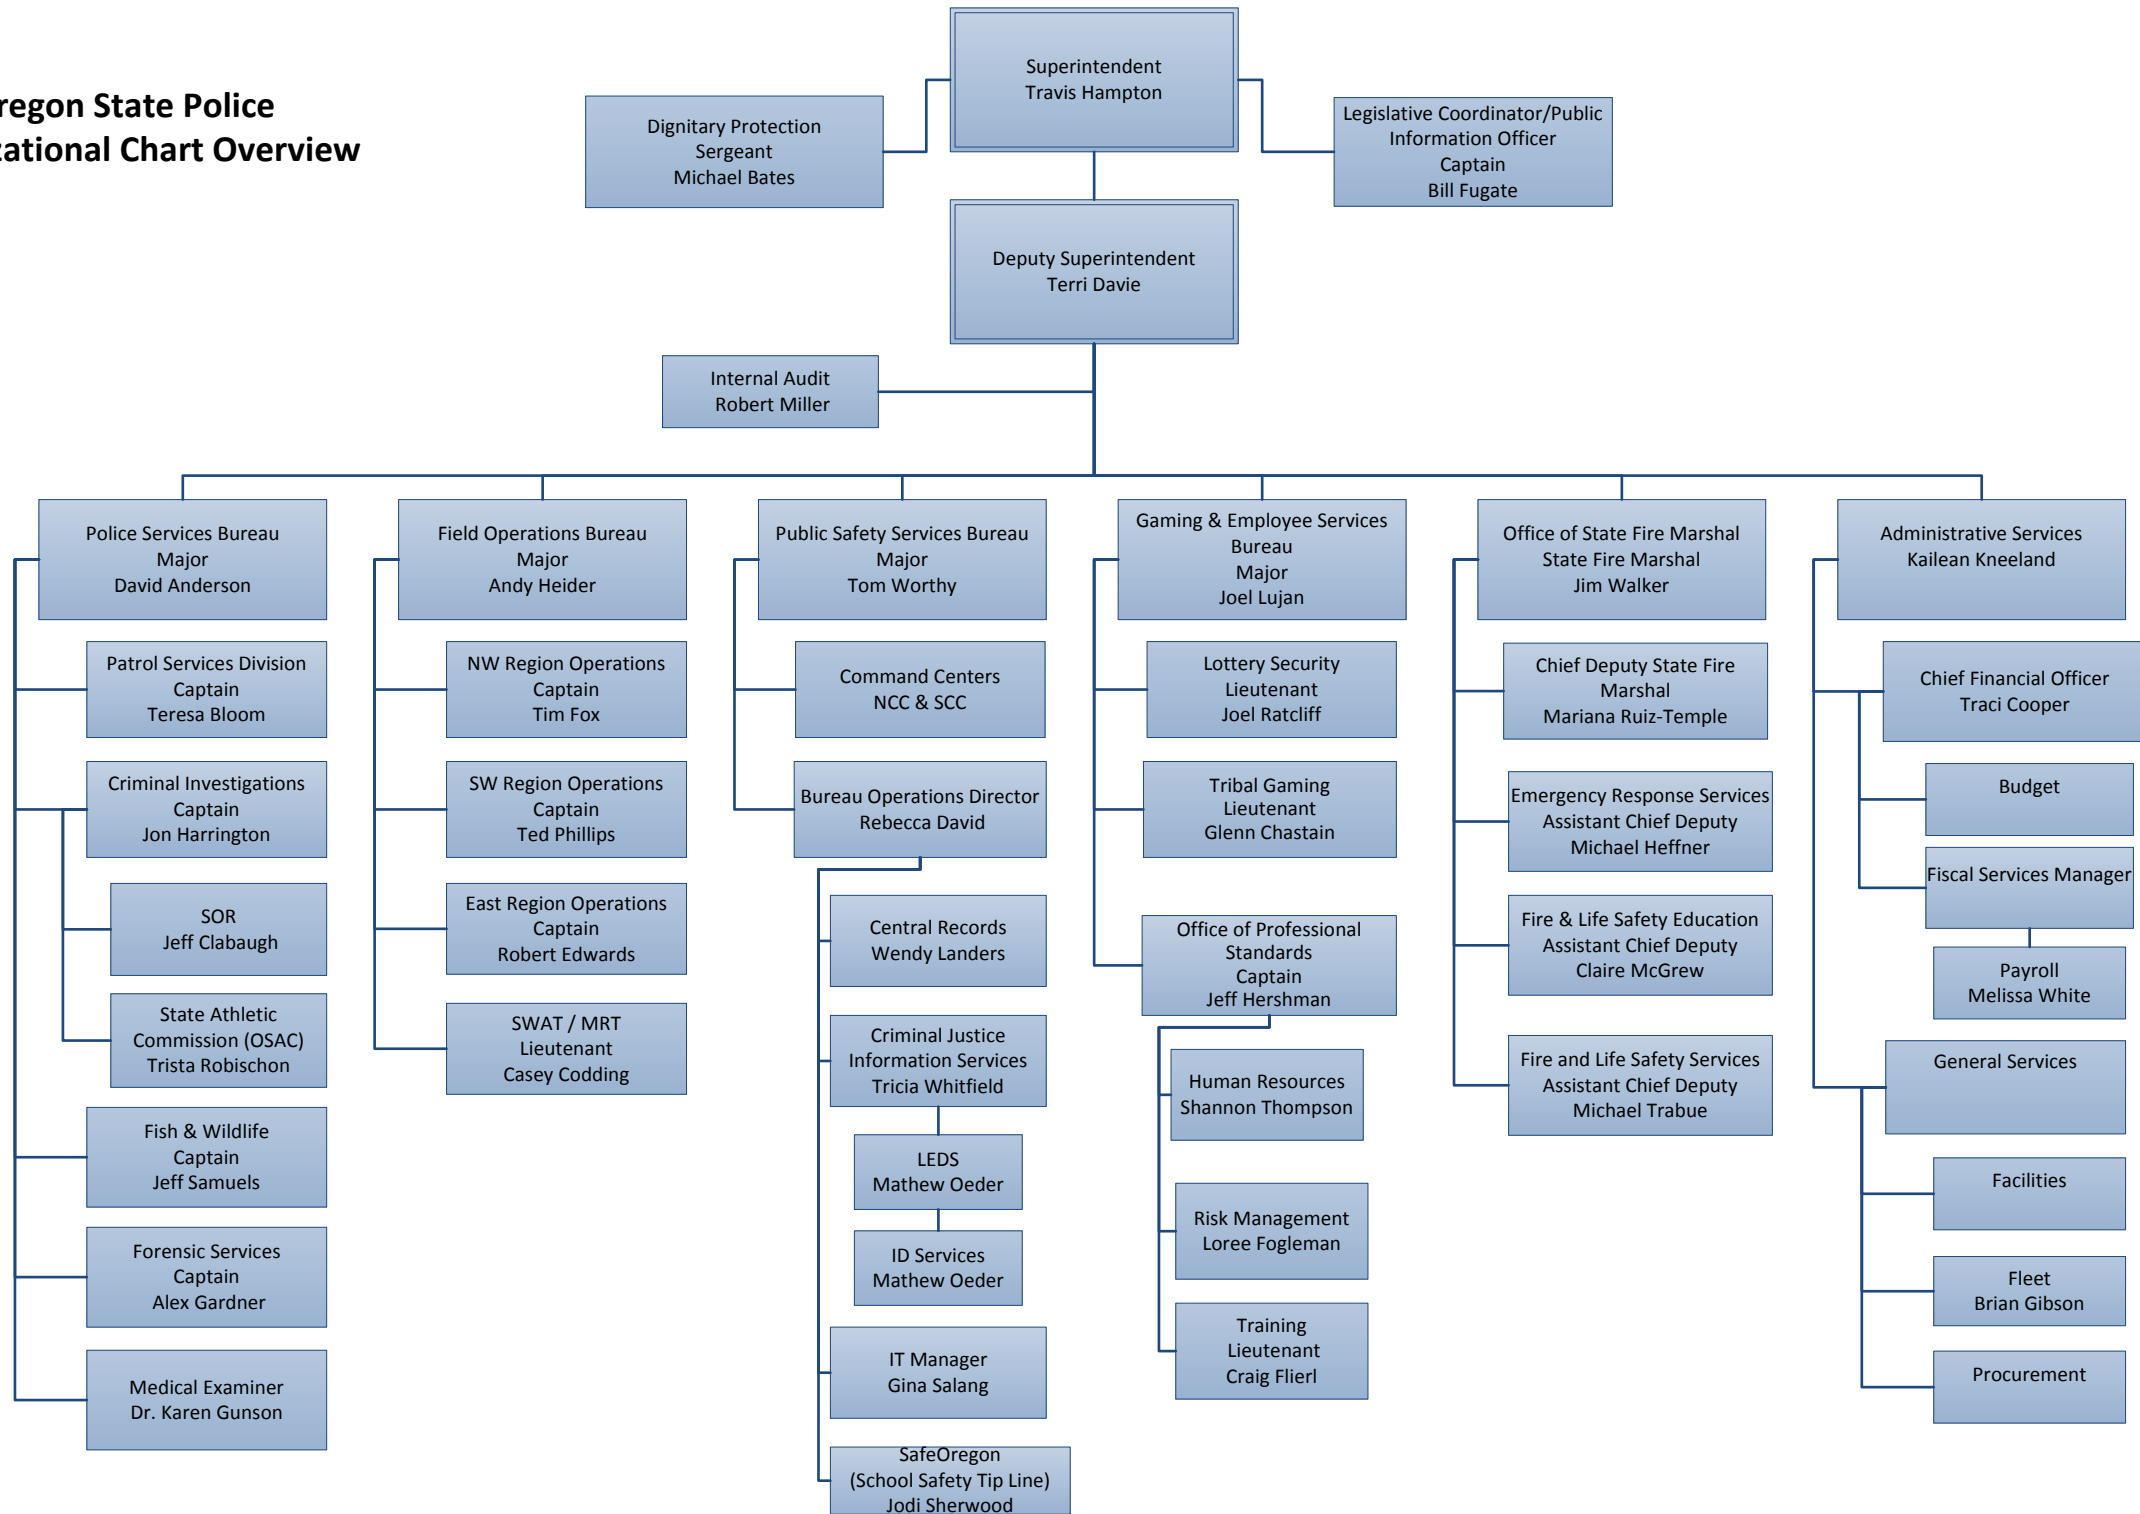 regon State Police
zational Chart Overview
Superintendent
Travis Hampton
Dignitary Protection
Sergeant
Michael Bates
Legislative Coordinator/Public
Information Officer
Captain
Bill Fugate
Deputy Superintendent
Terri Davie
Internal Audit
Robert Miller
Police Services Bureau
Major
David Anderson
Patrol Services Division
Captain
Teresa Bloom
Criminal Investigations
Captain
Jon Harrington
SOR
Jeff Clabaugh
State Athletic
Commission (OSAC)
Trista Robischon
Fish & Wildlife
Captain
Jeff Samuels
Forensic Services
Captain
Alex Gardner
Medical Examiner
Dr. Karen Gunson
Field Operations Bureau
Major
Andy Heider
NW Region Operations
Captain
Tim Fox
SW Region Operations
Captain
Ted Phillips
East Region Operations
Captain
Robert Edwards
SWAT / MRT
Lieutenant
Casey Codding
Public Safety Services Bureau
Major
Tom Worthy
Command Centers
NCC & SCC
Bureau Operations Director
Rebecca David
Central Records
Wendy Landers
Criminal Justice
Information Services
Tricia Whitfield
LEDS
Mathew Oeder
ID Services
Mathew Oeder
IT Manager
Gina Salang
SafeOregon
(School Safety Tip Line)
Jodi Sherwood
Gaming & Employee Services
Bureau
Major
Joel Lujan
Lottery Security
Lieutenant
Joel Ratcliff
Tribal Gaming
Lieutenant
Glenn Chastain
Office of Professional
Standards
Captain
Jeff Hershman
Human Resources
Shannon Thompson
Risk Management
Loree Fogleman
Training
Lieutenant
Craig Flierl
Office of State Fire Marshal
State Fire Marshal
Jim Walker
Chief Deputy State Fire
Marshal
Mariana Ruiz-Temple
Emergency Response Services
Assistant Chief Deputy
Michael Heffner
Fire & Life Safety Education
Assistant Chief Deputy
Claire McGrew
Fire and Life Safety Services
Assistant Chief Deputy
Michael Trabue
Administrative Services
Kailean Kneeland
Chief Financial Officer
Traci Cooper
Budget
Fiscal Services Manager
Payroll
Melissa White
General Services
Facilities
Fleet
Brian Gibson
Procurement